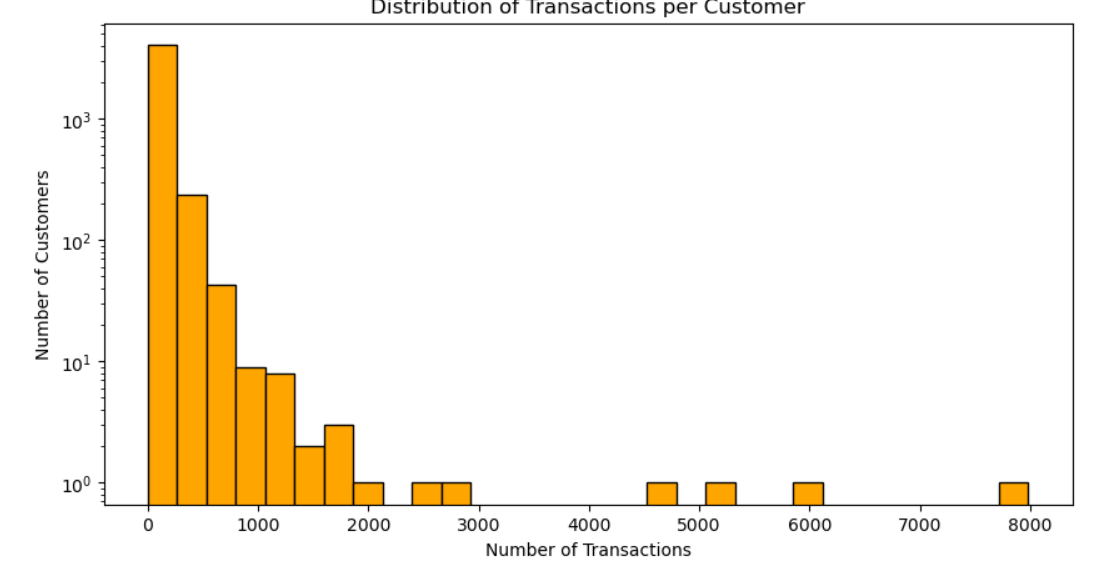 Distribution of Transactions per Customer
Number of Customers
10³
10²
10¹
10⁰
0 1000 2000 3000 4000 5000 6000 7000 8000
Number of Transactions